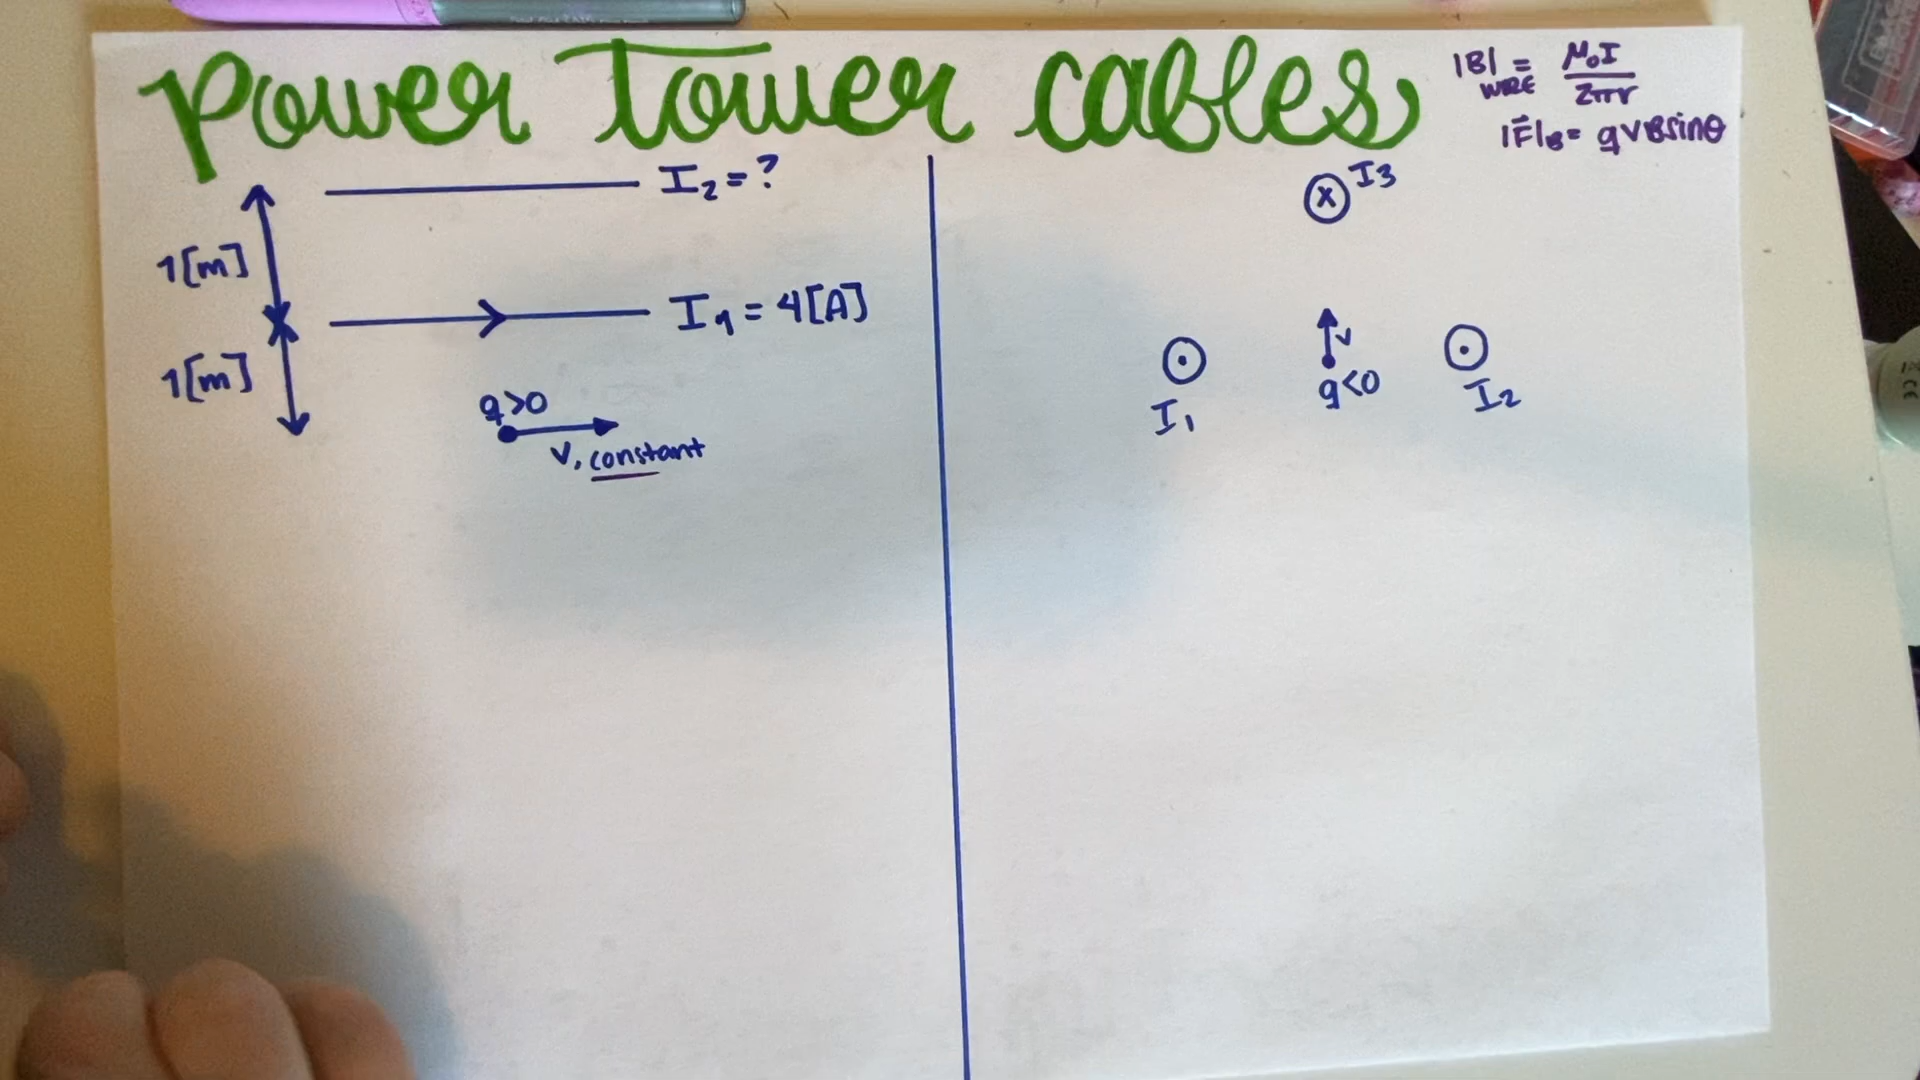 Power Tower cables
|B| WIRE = μ₀I / 2πr
|F|B = qvBsinθ
I₂ = ?
1[m]
I₁ = 4[A]
1[m]
q>0
v, constant
x I3
v
q<0
I₁
I₂